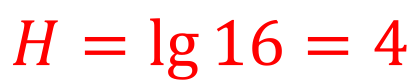 H = lg 16 = 4